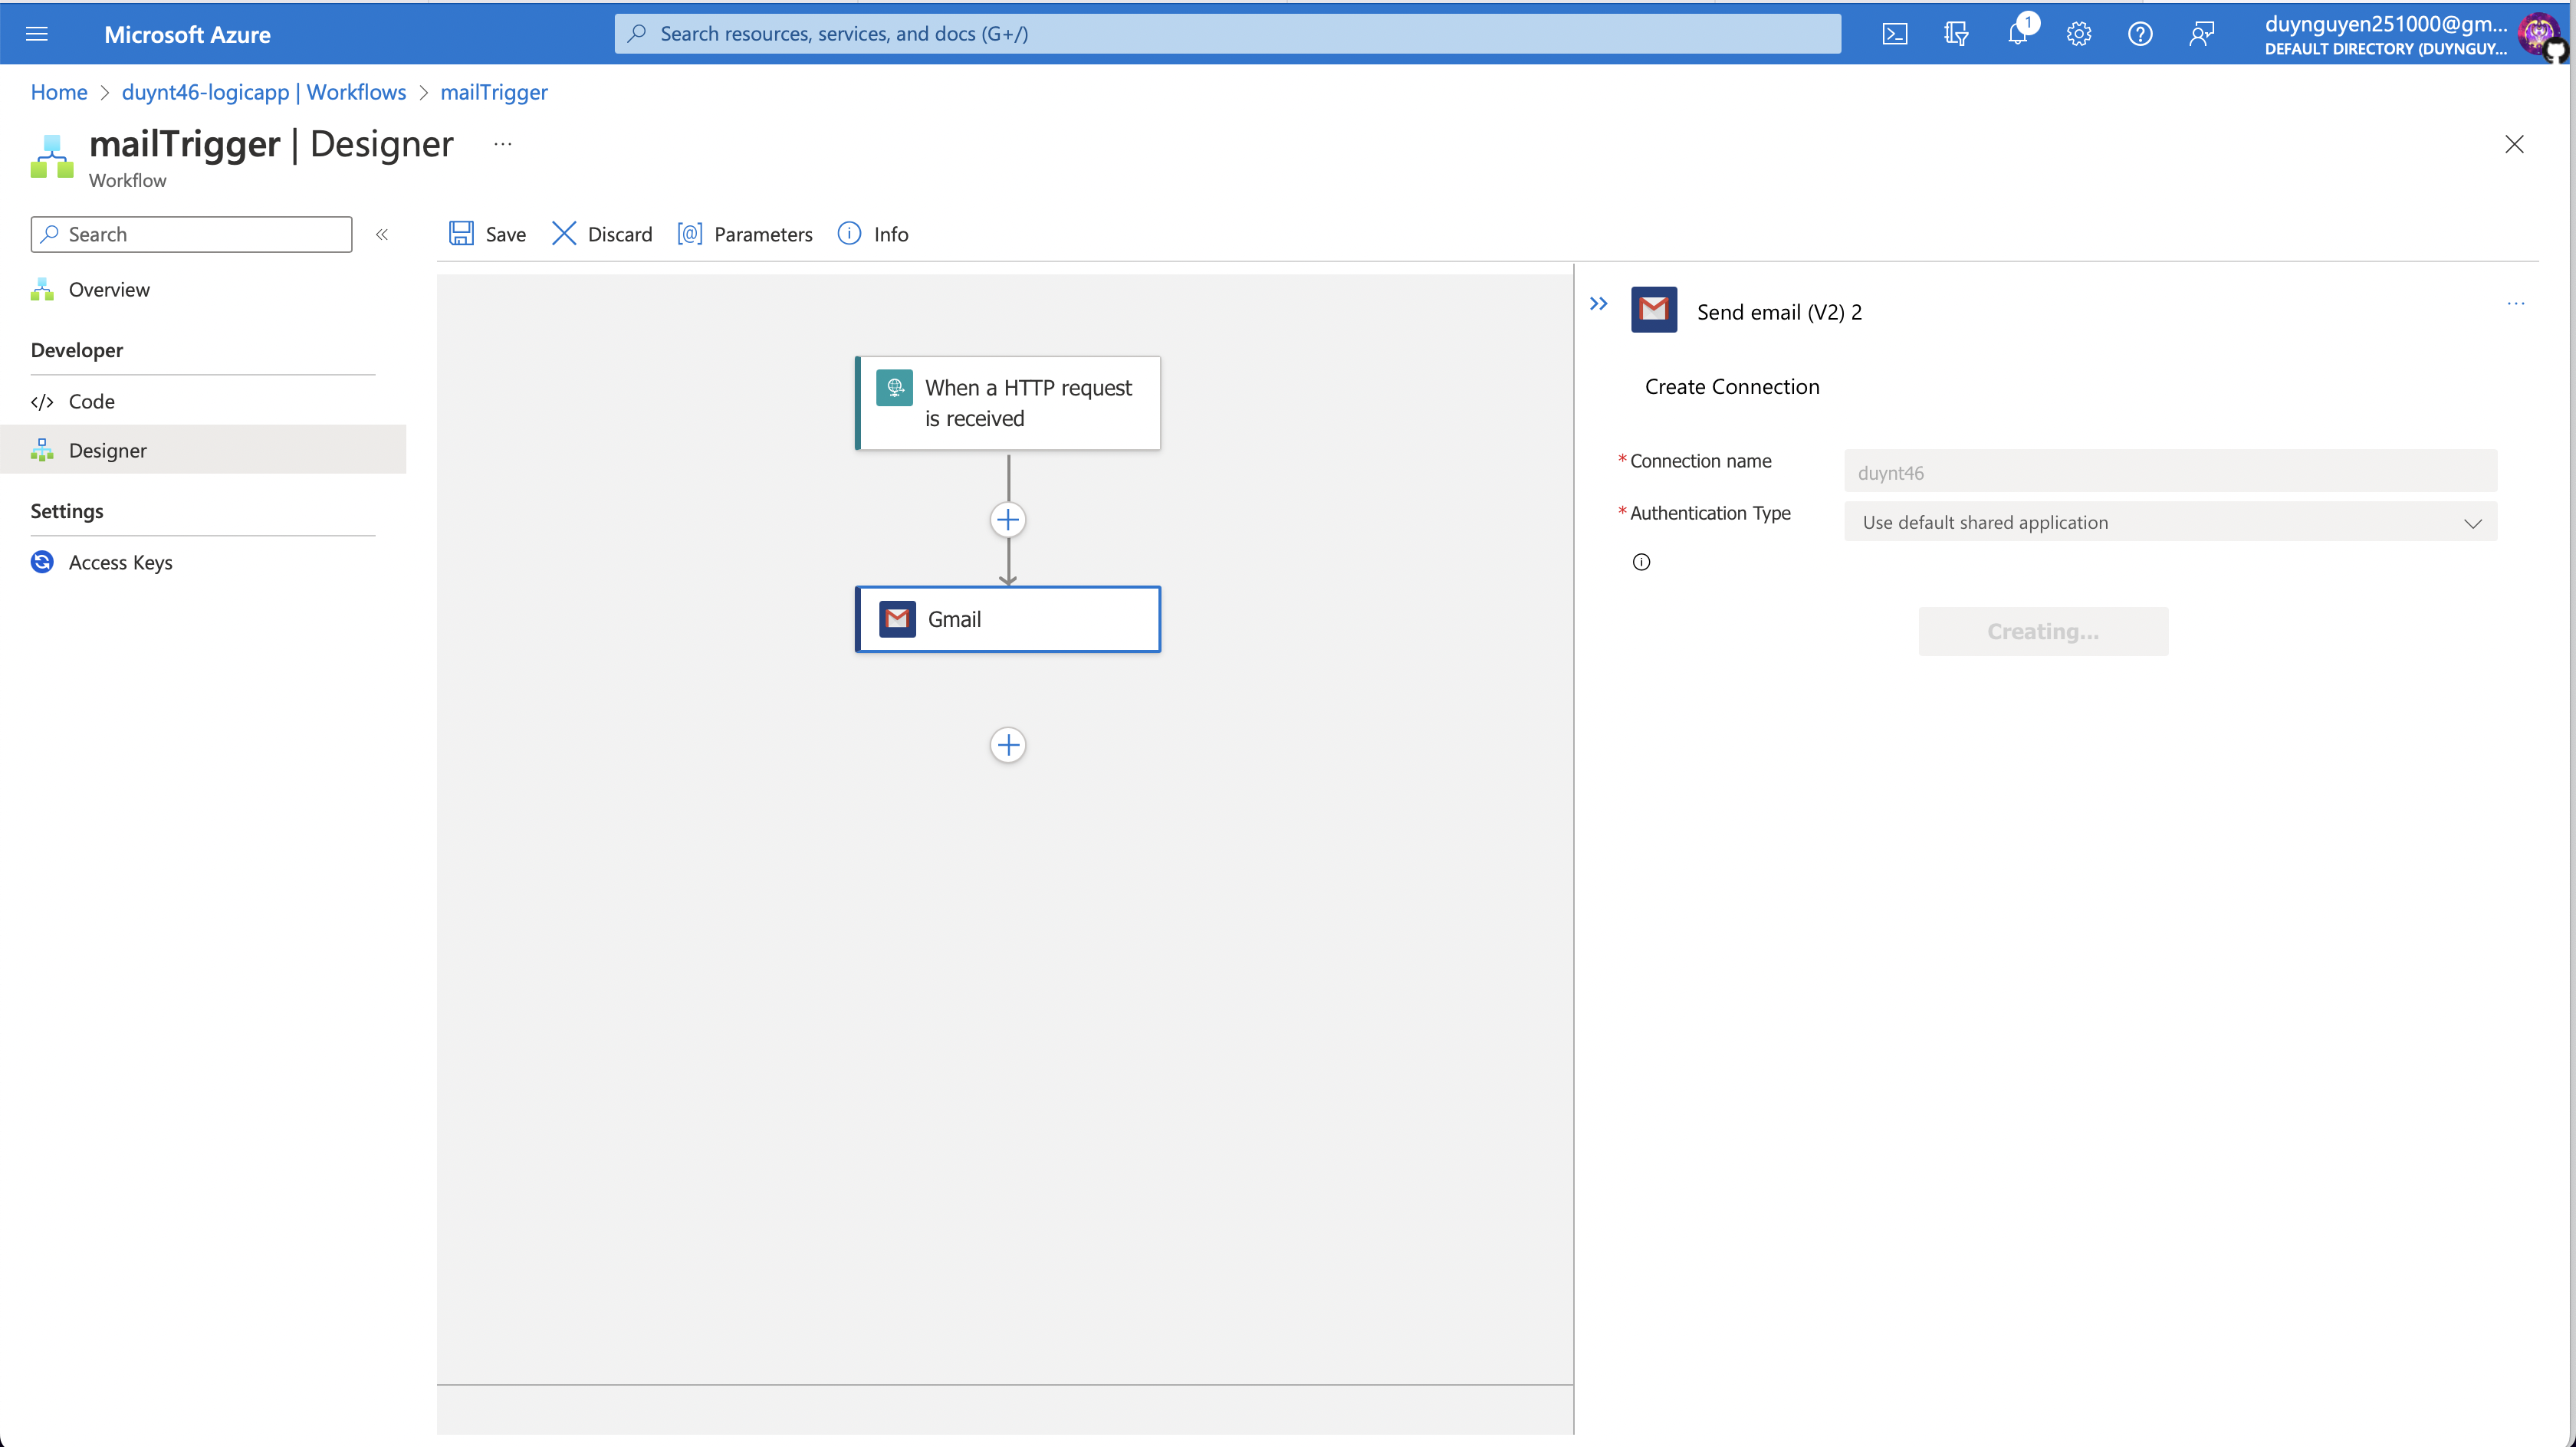 Microsoft Azure
Search resources, services, and docs (G+/)
1
duynguyen251000@gm...
DEFAULT DIRECTORY (DUYNGUY...
Home > duynt46-logicapp | Workflows > mailTrigger
mailTrigger | Designer ...
Workflow
Search
«
Save
Discard
[@] Parameters
Info
Overview
Developer
</> Code
Designer
Settings
Access Keys
When a HTTP request
is received
Gmail
Send email (V2) 2
...
Create Connection
* Connection name
duynt46
* Authentication Type
Use default shared application
Creating...